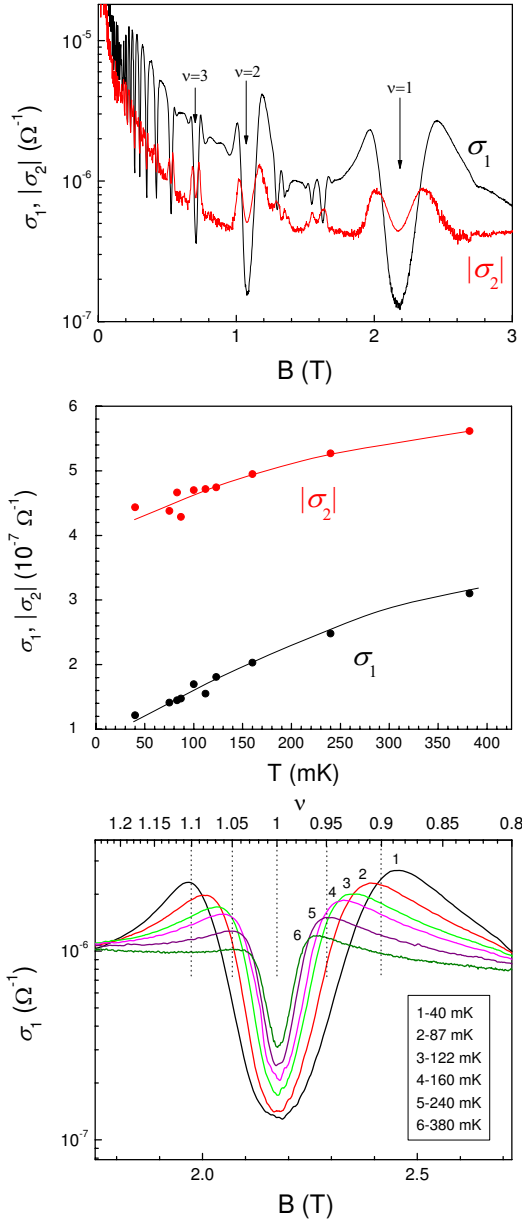 10⁻⁵
10⁻⁶
10⁻⁷
σ₁, |σ₂| (Ω⁻¹)
ν=3
ν=2
ν=1
σ₁
|σ₂|
0 1 2 3
B (T)
6
5
4
3
2
1
σ₁, |σ₂| (10⁻⁷ Ω⁻¹)
|σ₂|
σ₁
0 50 100 150 200 250 300 350 400
T (mK)
ν
1.2 1.15 1.1 1.05 1 0.95 0.9 0.85 0.8
10⁻⁶
10⁻⁷
σ₁ (Ω⁻¹)
1
2
3
4
5
6
1-40 mK
2-87 mK
3-122 mK
4-160 mK
5-240 mK
6-380 mK
2.0 2.5
B (T)